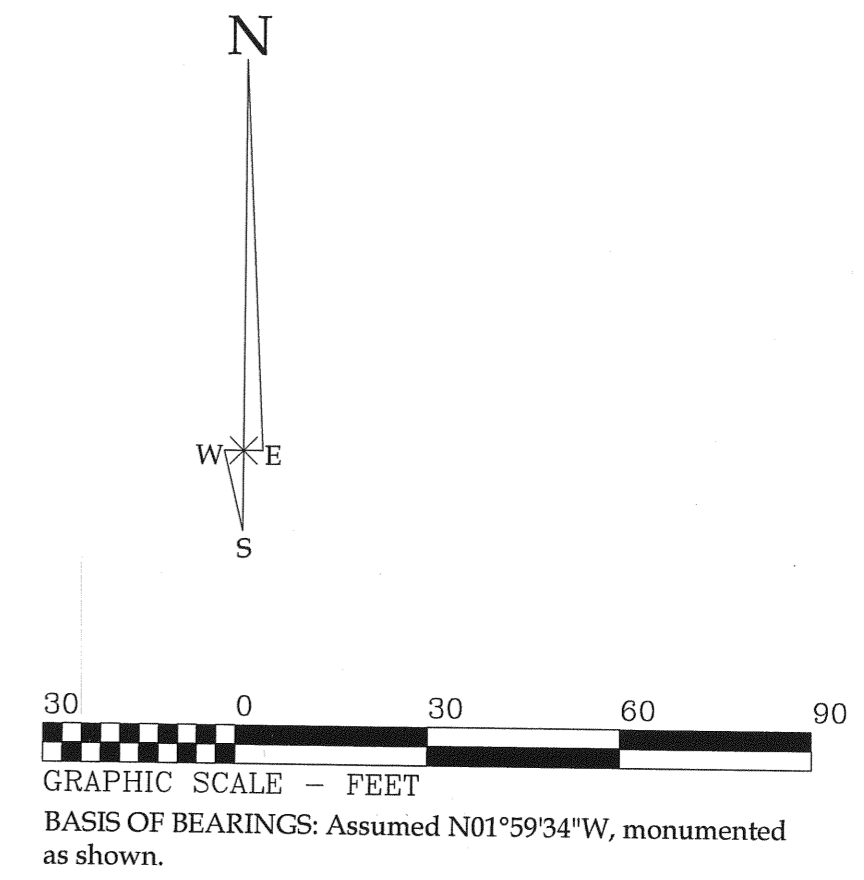 N
W E
S
30 0 30 60 90
GRAPHIC SCALE – FEET
BASIS OF BEARINGS: Assumed N01°59'34"W, monumented
as shown.